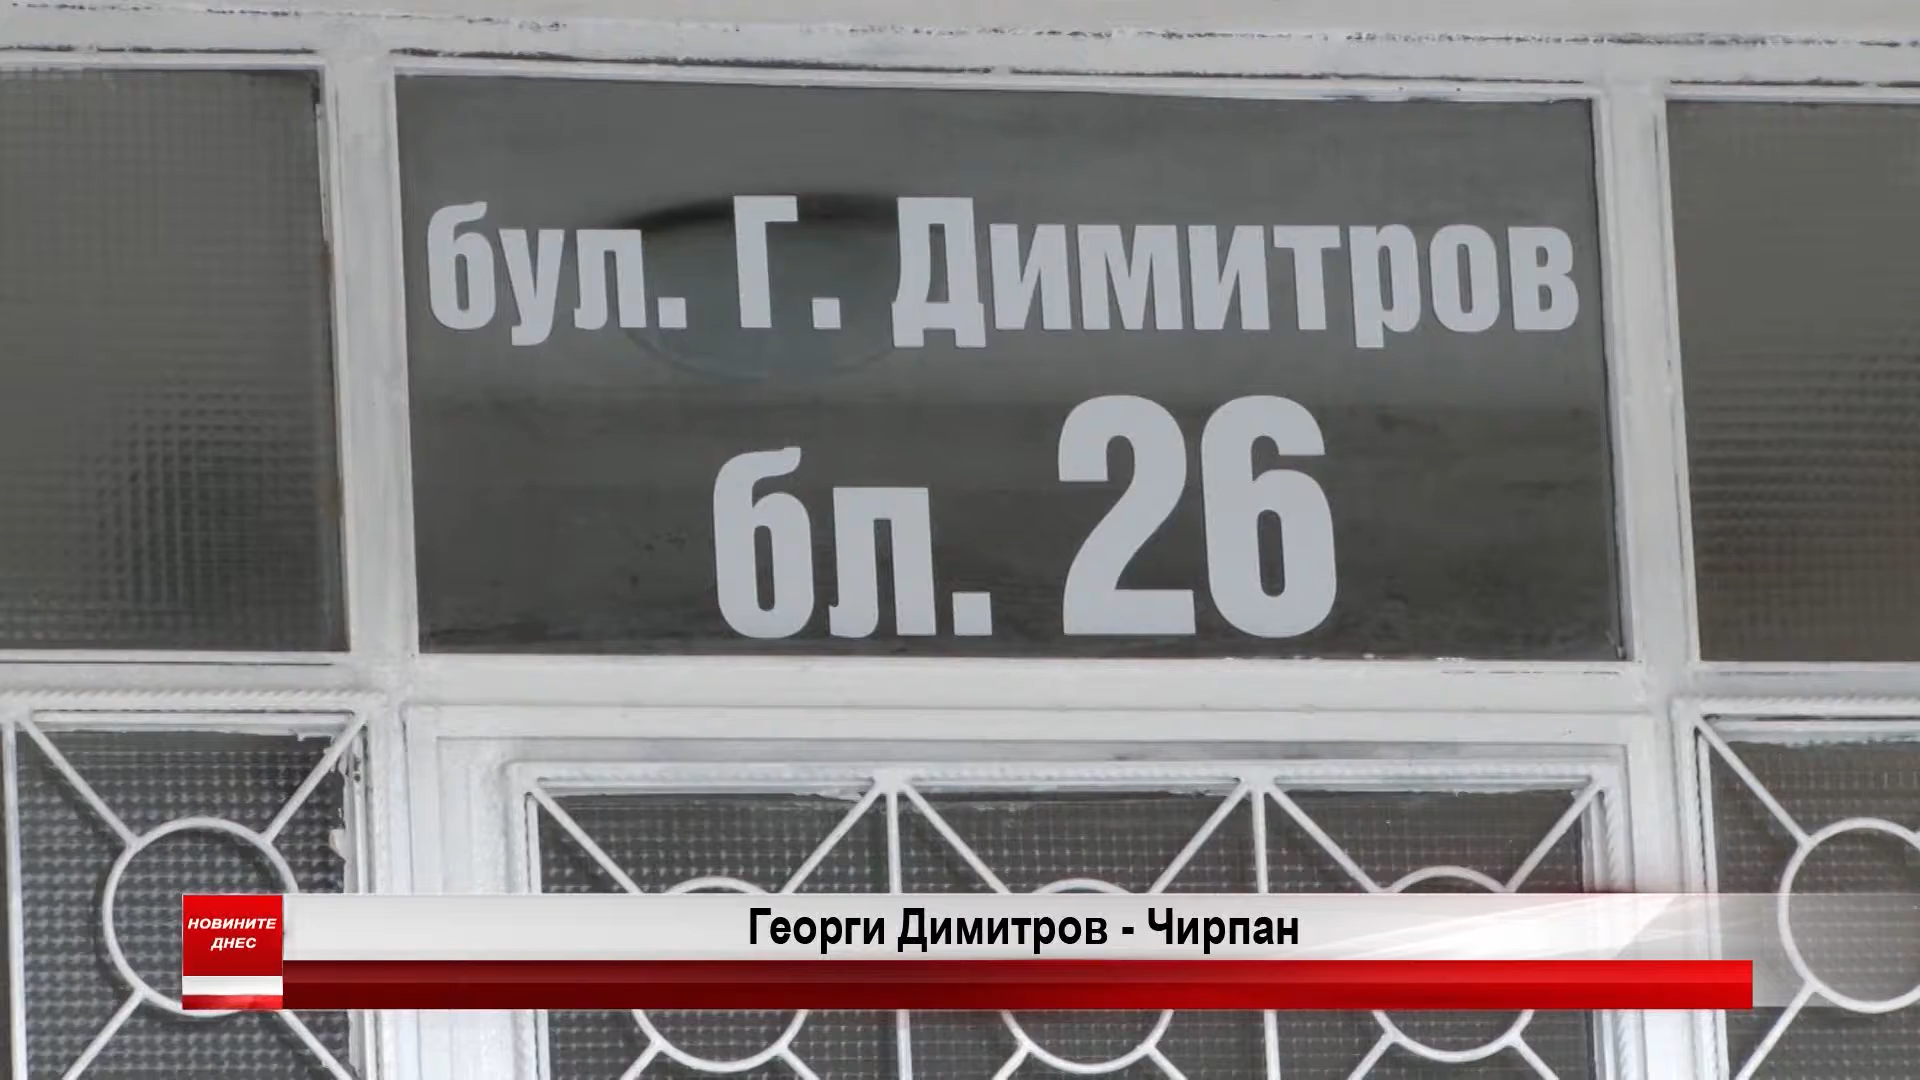 бул. Г. Димитров
бл. 26
НОВИНИТЕ
ДНЕС
Георги Димитров - Чирпан